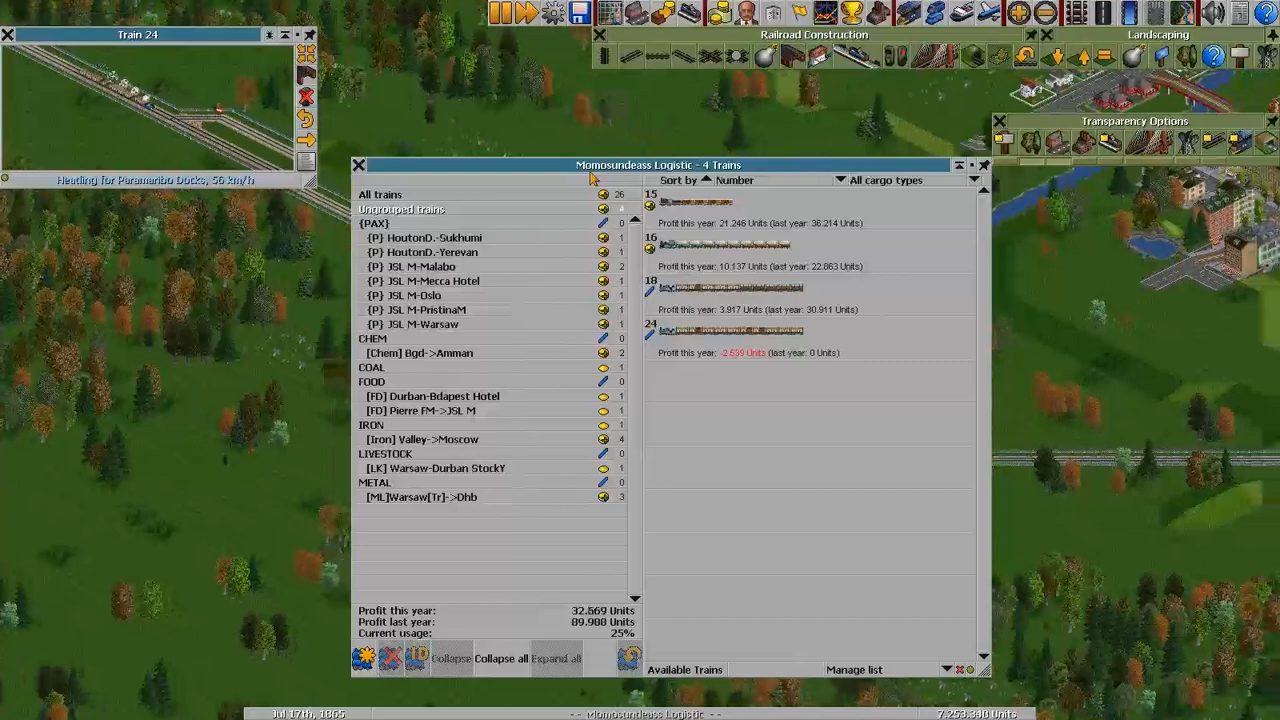 Train 24
Heading for Paramaribo Docks, 56 km/h
Railroad Construction
Landscaping
Transparency Options
Momosundeass Logistic - 4 Trains
Sort by Number All cargo types
All trains 26
Ungrouped trains 4
{PAX} 0
{P} HoutonD.-Sukhumi 1
{P} HoutonD.-Yerevan 1
{P} JSL M-Malabo 2
{P} JSL M-Mecca Hotel 1
{P} JSL M-Oslo 1
{P} JSL M-PristinaM 1
{P} JSL M-Warsaw 1
CHEM 0
[Chem] Bgd->Amman 2
COAL 1
FOOD 0
[FD] Durban-Bdapest Hotel 1
[FD] Pierre FM->JSL M 1
IRON 1
[Iron] Valley->Moscow 4
LIVESTOCK 0
[LK] Warsaw-Durban StockY 1
METAL 0
[ML]Warsaw[Tr]->Dhb 3
15
Profit this year: 21.246 Units (last year: 36.214 Units)
16
Profit this year: 10.137 Units (last year: 22.863 Units)
18
Profit this year: 3.917 Units (last year: 30.911 Units)
24
Profit this year: -2.539 Units (last year: 0 Units)
Profit this year: 32.569 Units
Profit last year: 89.988 Units
Current usage: 25%
Collapse Collapse all Expand all
Available Trains Manage list
Jul 17th, 1865 -- Momosundeass Logistic -- 7.253.340 Units